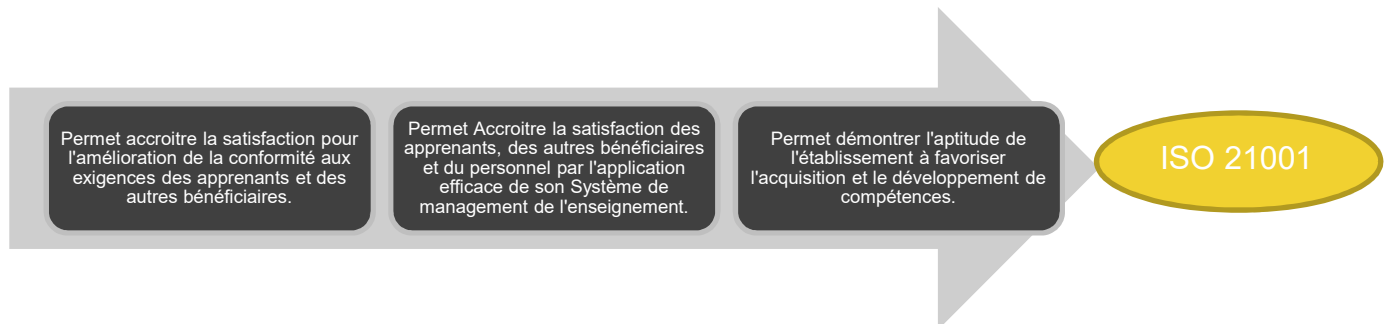 Permet accroitre la satisfaction pour
l'amélioration de la conformité aux
exigences des apprenants et des
autres bénéficiaires.
Permet Accroitre la satisfaction des
apprenants, des autres bénéficiaires
et du personnel par l'application
efficace de son Système de
management de l'enseignement.
Permet démontrer l'aptitude de
l'établissement à favoriser
l'acquisition et le développement de
compétences.
ISO 21001